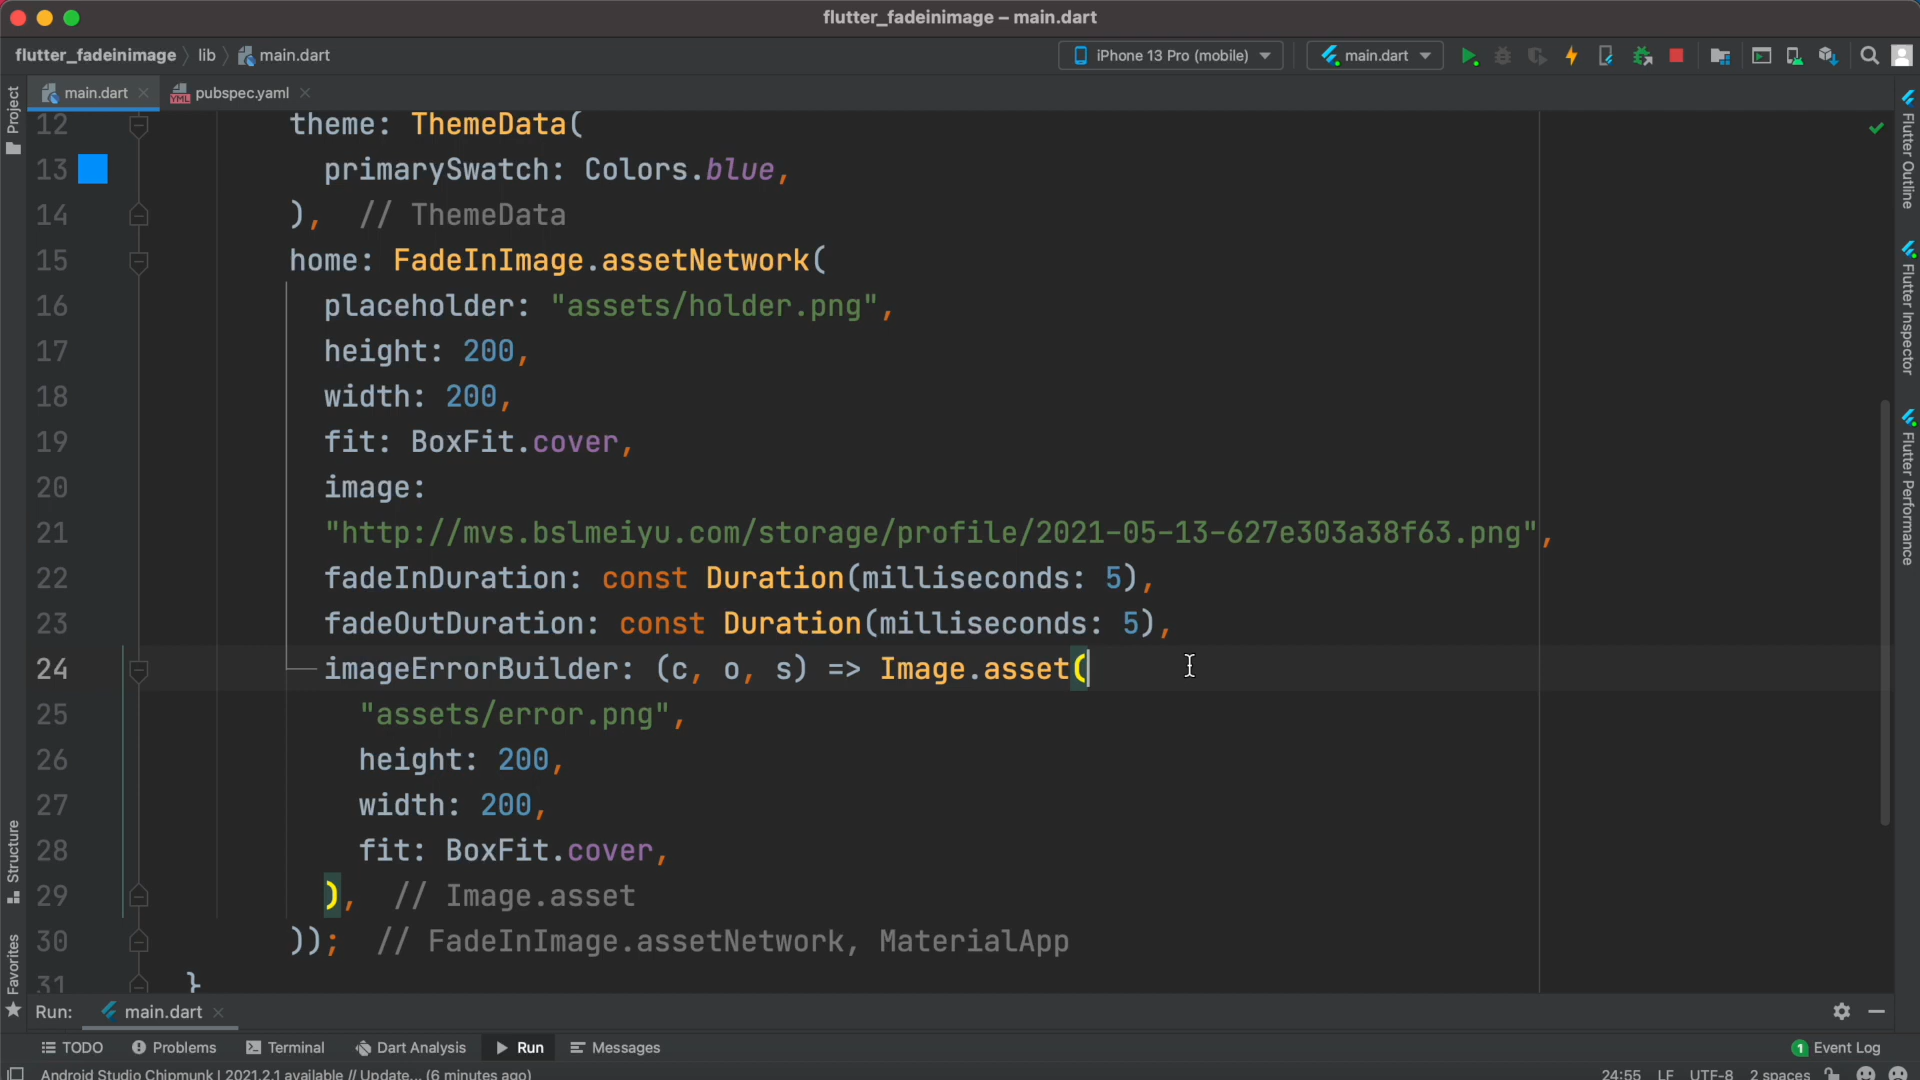 flutter_fadeinimage – main.dart
flutter_fadeinimage
lib
main.dart
iPhone 13 Pro (mobile)
main.dart
main.dart
pubspec.yaml
Project
Structure
Favorites
Flutter Outline
Flutter Inspector
Flutter Performance
12 theme: ThemeData(
13 primarySwatch: Colors.blue,
14 ), // ThemeData
15 home: FadeInImage.assetNetwork(
16 placeholder: "assets/holder.png",
17 height: 200,
18 width: 200,
19 fit: BoxFit.cover,
20 image:
21 "http://mvs.bslmeiyu.com/storage/profile/2021-05-13-627e303a38f63.png",
22 fadeInDuration: const Duration(milliseconds: 5),
23 fadeOutDuration: const Duration(milliseconds: 5),
24 imageErrorBuilder: (c, o, s) => Image.asset(
25 "assets/error.png",
26 height: 200,
27 width: 200,
28 fit: BoxFit.cover,
29 ), // Image.asset
30 )); // FadeInImage.assetNetwork, MaterialApp
31 }
Run:
main.dart
TODO
Problems
Terminal
Dart Analysis
Run
Messages
1 Event Log
Android Studio Chipmunk | 2021.2.1 available // Update... (6 minutes ago)
24:55
LF
UTF-8
2 spaces